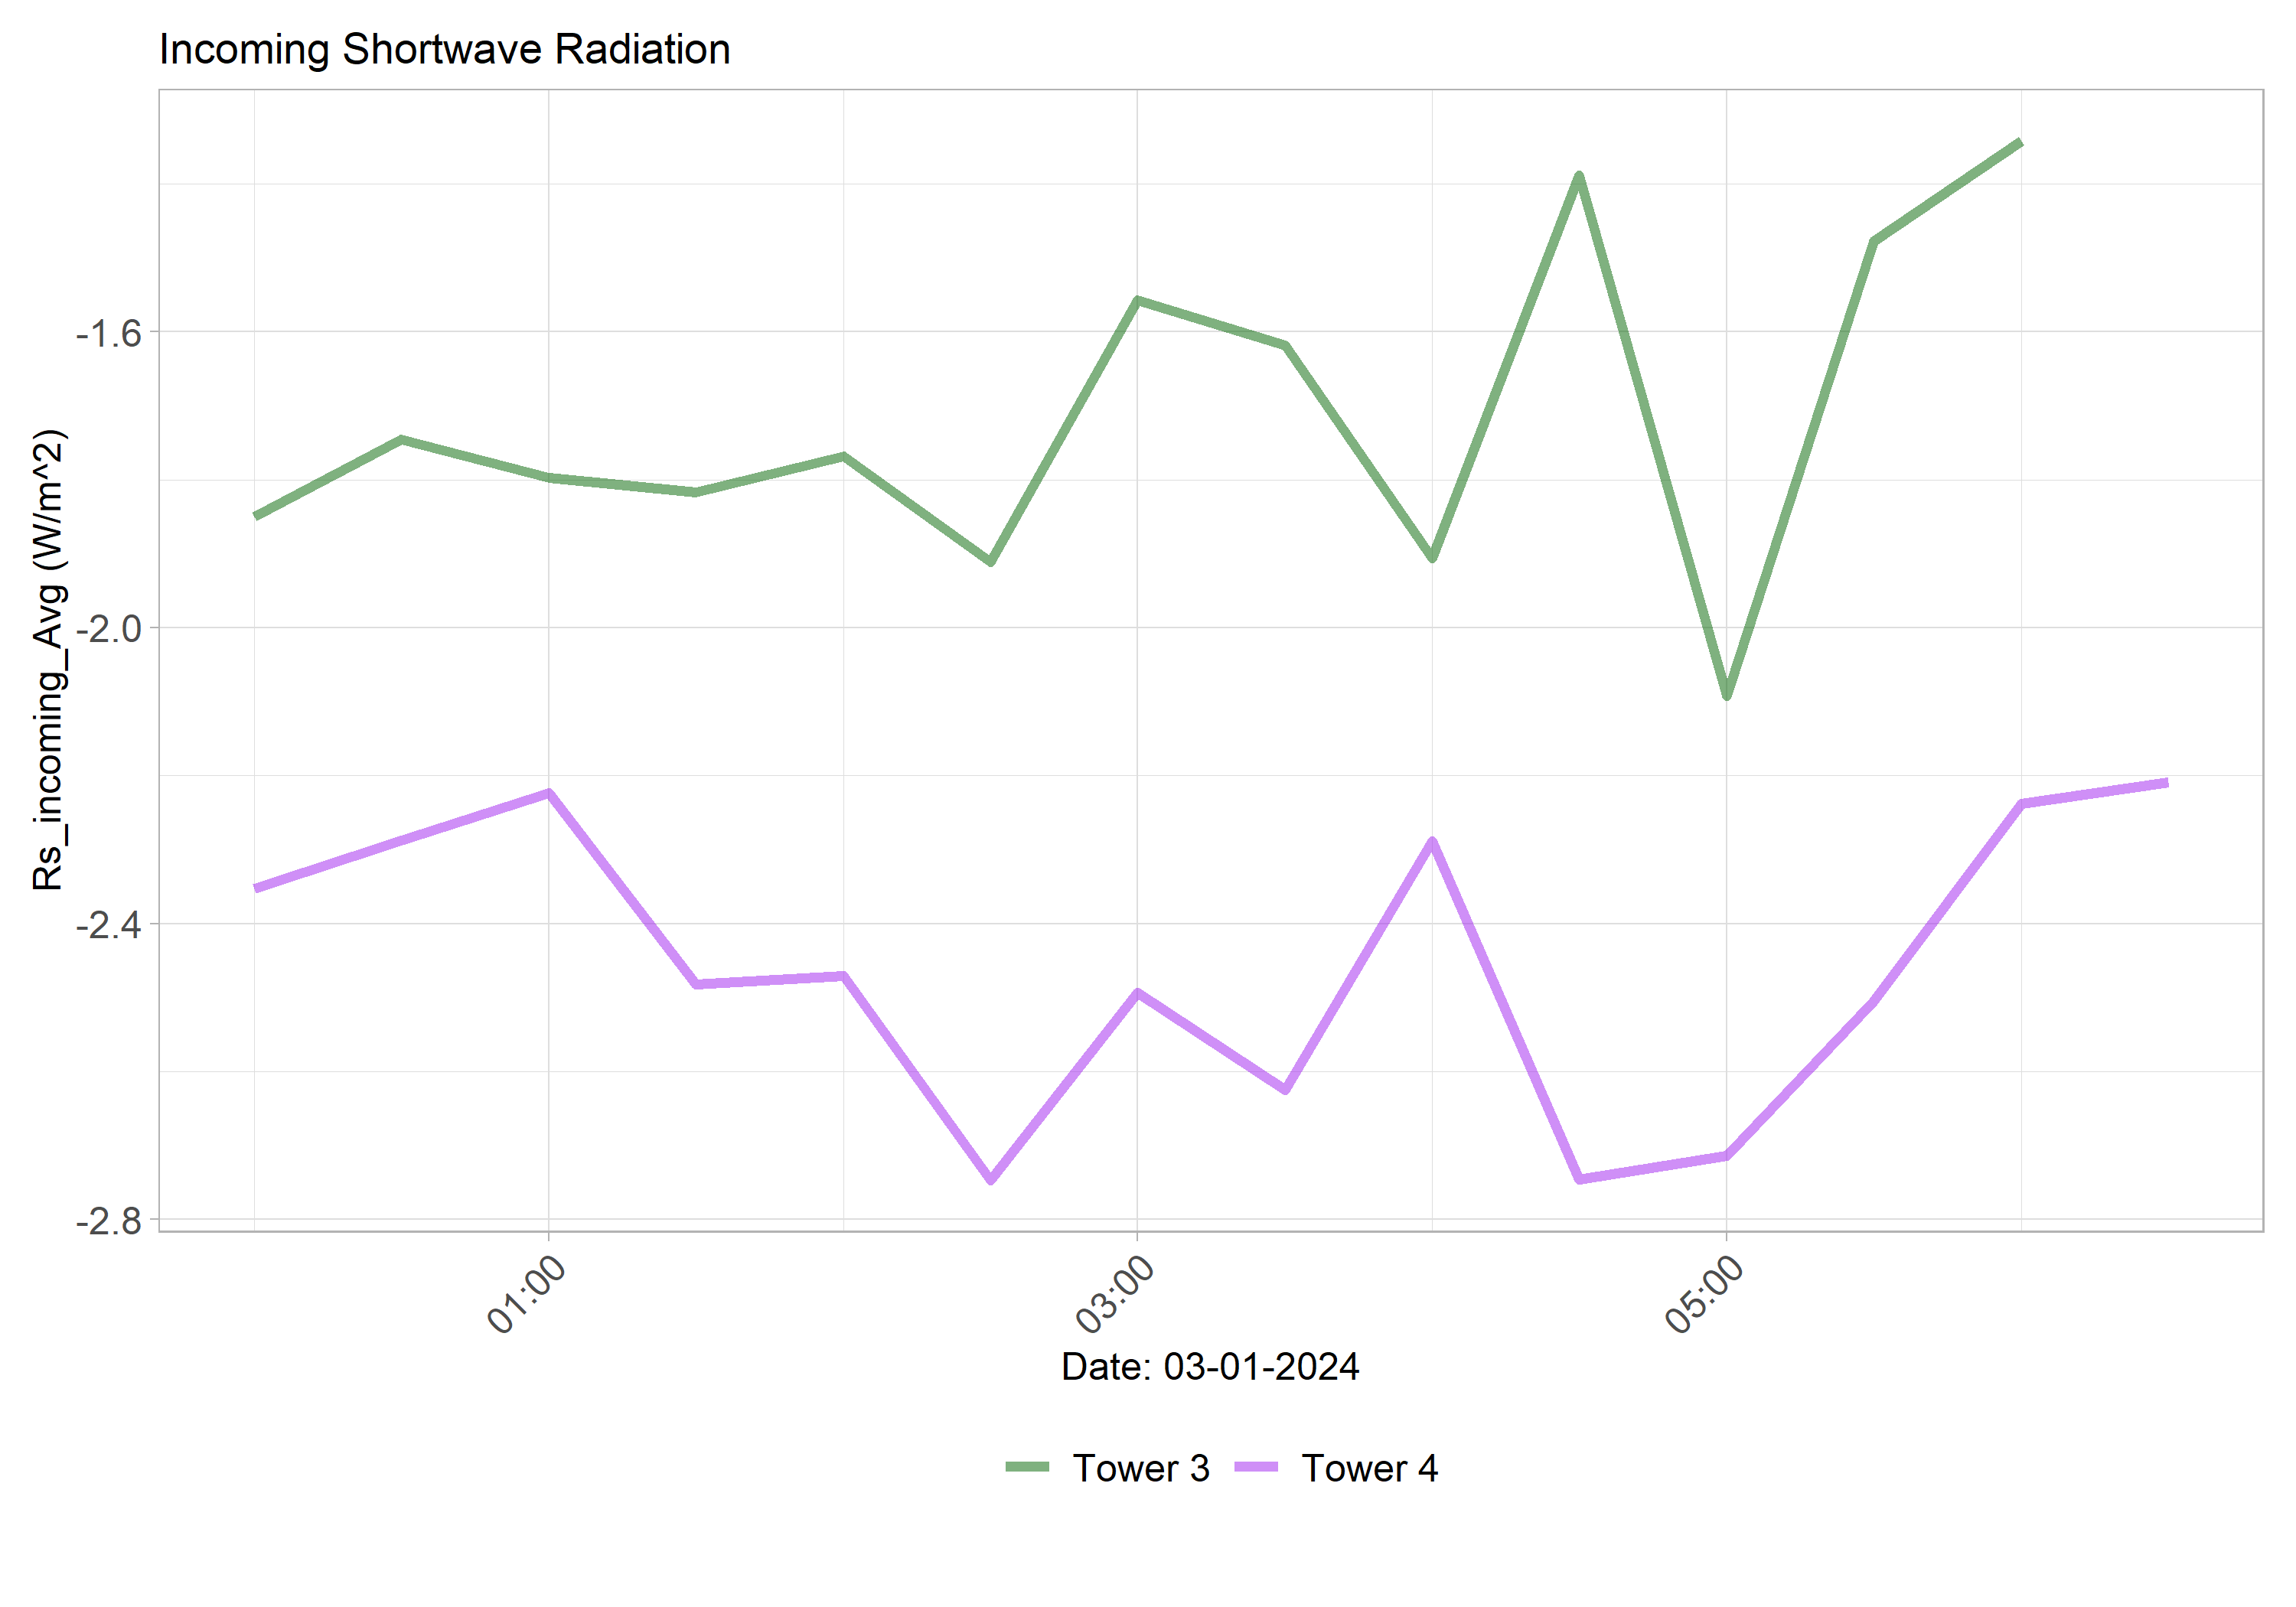 Incoming Shortwave Radiation
Rs_incoming_Avg (W/m^2)
-1.6
-2.0
-2.4
-2.8
01:00
03:00
05:00
Date: 03-01-2024
Tower 3
Tower 4